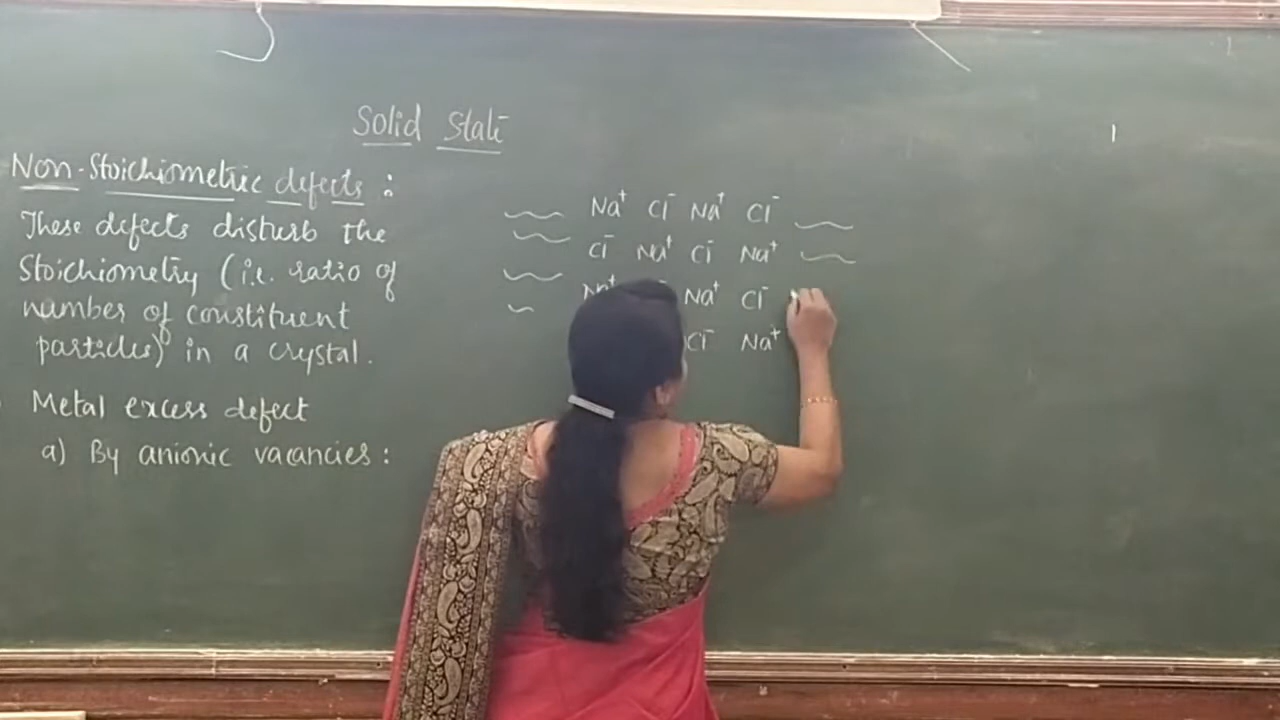 Solid State
Non-Stoichiometric defects :
These defects disturb the
Stoichiometry (i.e. ratio of
number of constituent
particles) in a crystal.
Metal excess defect
a) By anionic vacancies :
Na⁺ Cl⁻ Na⁺ Cl⁻
Cl⁻ Na⁺ Cl⁻ Na⁺
Na⁺ Na⁺ Cl⁻
Cl⁻ Na⁺